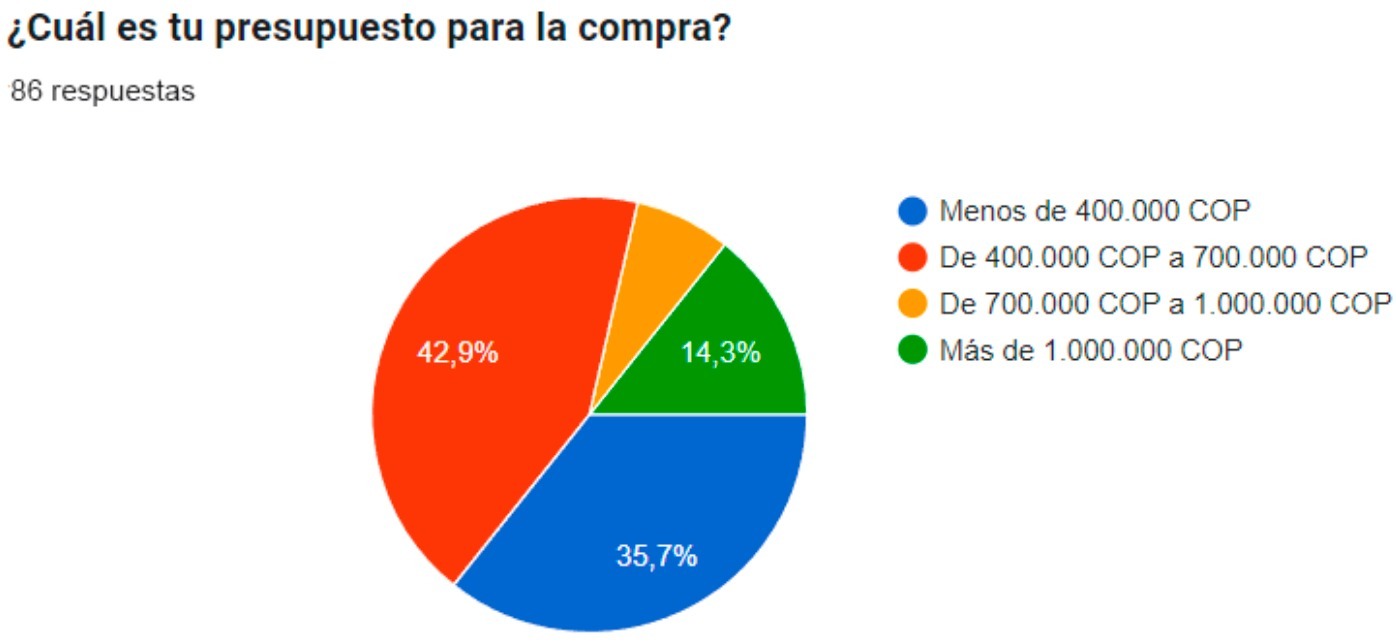 ¿Cuál es tu presupuesto para la compra?
86 respuestas
Menos de 400.000 COP
De 400.000 COP a 700.000 COP
De 700.000 COP a 1.000.000 COP
Más de 1.000.000 COP
42,9%
14,3%
35,7%